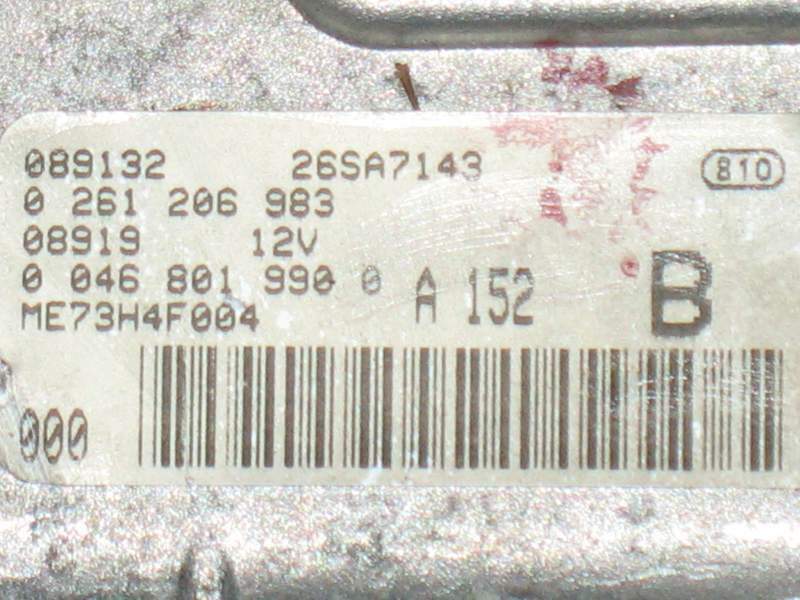 089132 26SA7143 810
0 261 206 983
08919 12V
0 046 801 990 0 A 152 B
ME73H4F004
000